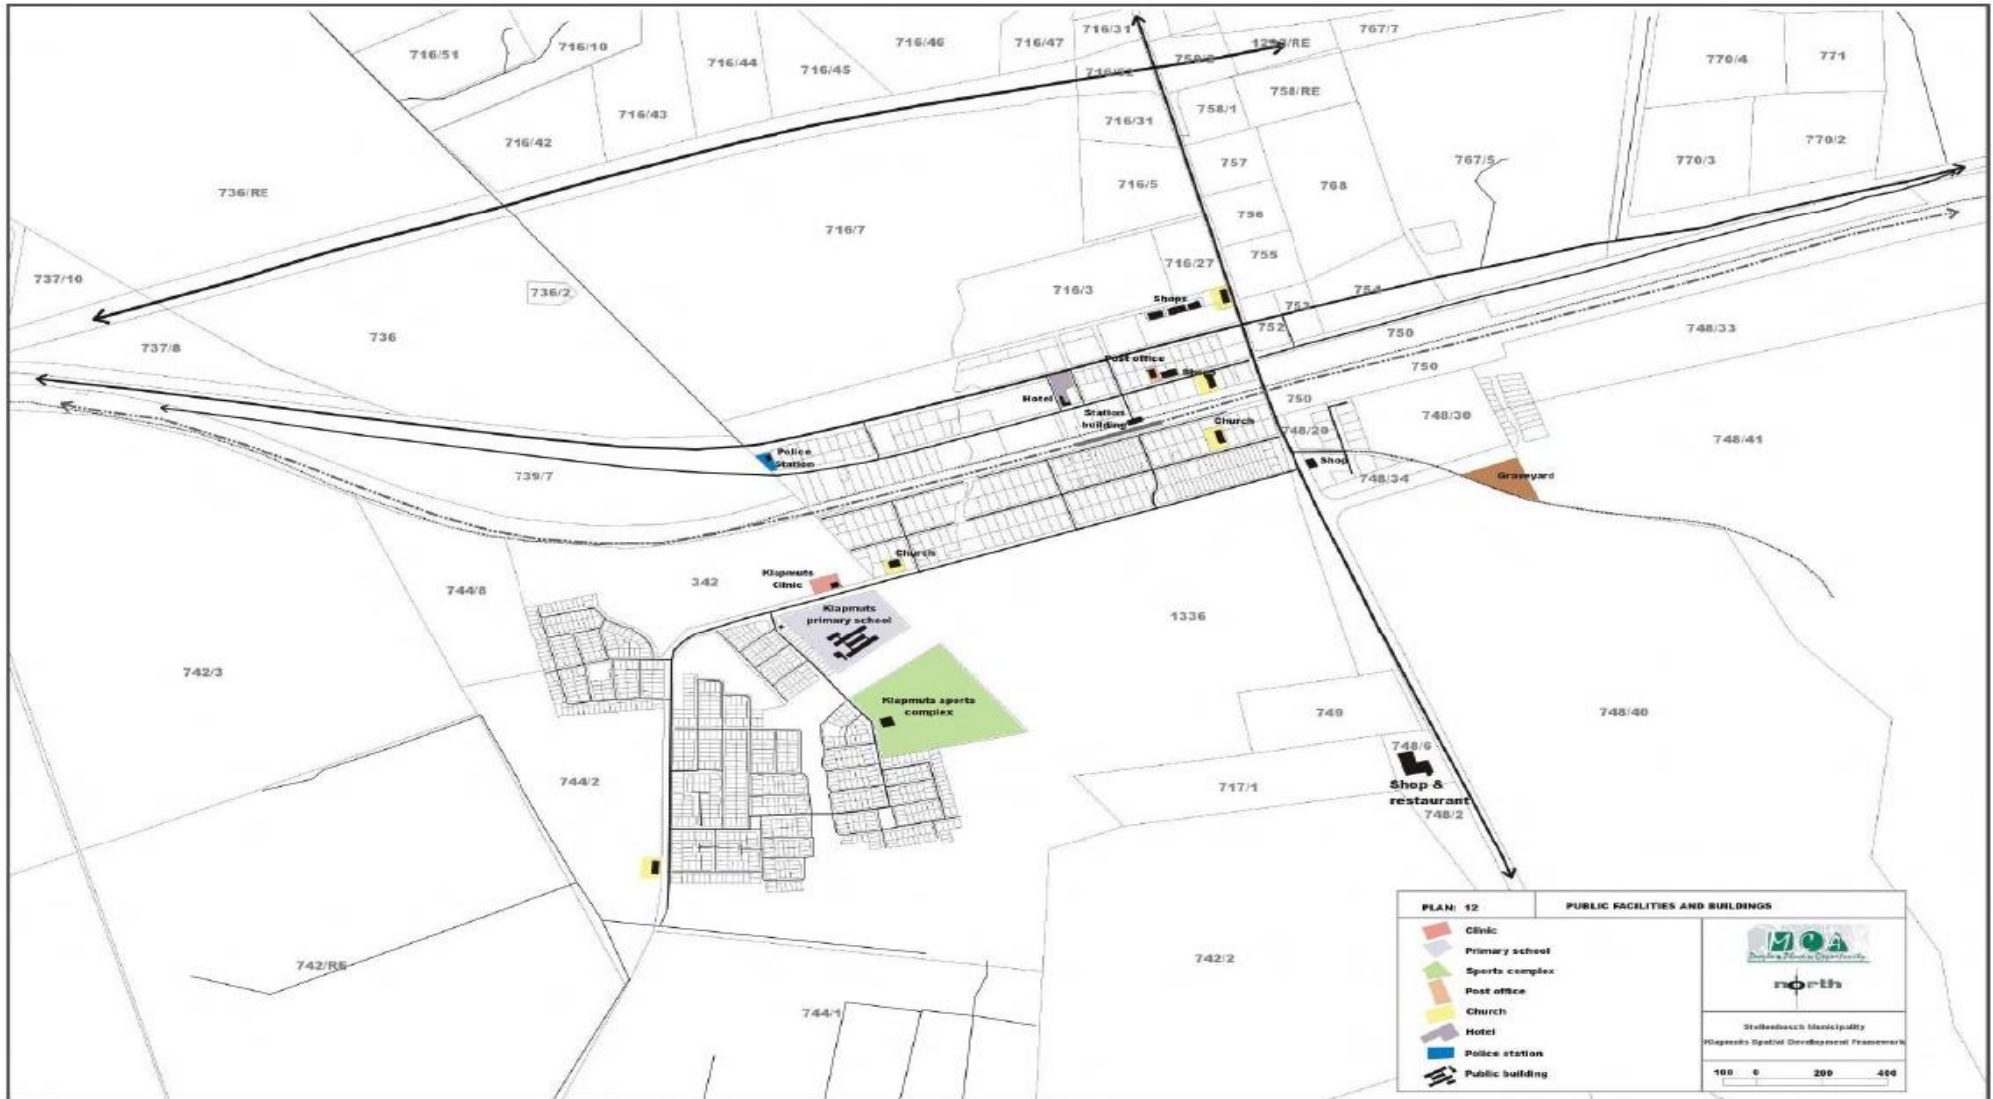 716/51
716/10
716/44
716/45
716/46
716/47
716/31
767/7
758/RE
770/4
771
716/42
716/43
716/31
758/1
757
767/5
770/3
770/2
736/RE
716/5
768
716/7
796
755
737/10
736/2
716/3
716/27
754
753
752
Shops
737/8
736
750
748/33
Post office
Shops
750
Hotel
Station
building
Church
750
748/20
748/30
748/41
Police
Station
739/7
Shop
748/34
Graveyard
Church
Klapmuts
Clinic
342
744/8
Klapmuts
primary school
1336
742/3
Klapmuts sports
complex
749
748/40
748/6
744/2
717/1
Shop &
restaurant
748/2
742/RE
742/2
744/1
PLAN: 12
PUBLIC FACILITIES AND BUILDINGS
Clinic
Primary school
Sports complex
Post office
Church
Hotel
Police station
Public building
MCA
north
Stellenbosch Municipality
Klapmuts Spatial Development Framework
100 0 200 400